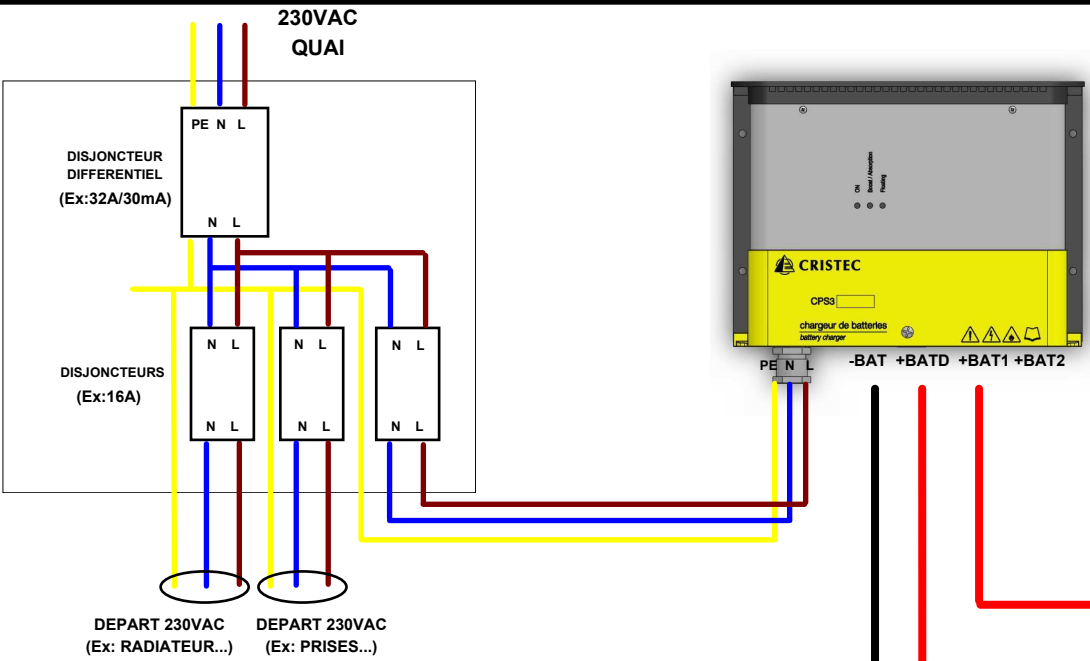 230VAC
QUAI
PE N L
DISJONCTEUR
DIFFERENTIEL
(Ex:32A/30mA)
N L
N L
N L
N L
DISJONCTEURS
(Ex:16A)
N L
N L
N L
DEPART 230VAC
(Ex: RADIATEUR...)
DEPART 230VAC
(Ex: PRISES...)
ON
Boost / Absorption
Floating
CRISTEC
CPS3
chargeur de batteries
battery charger
PE N L
-BAT +BATD +BAT1 +BAT2